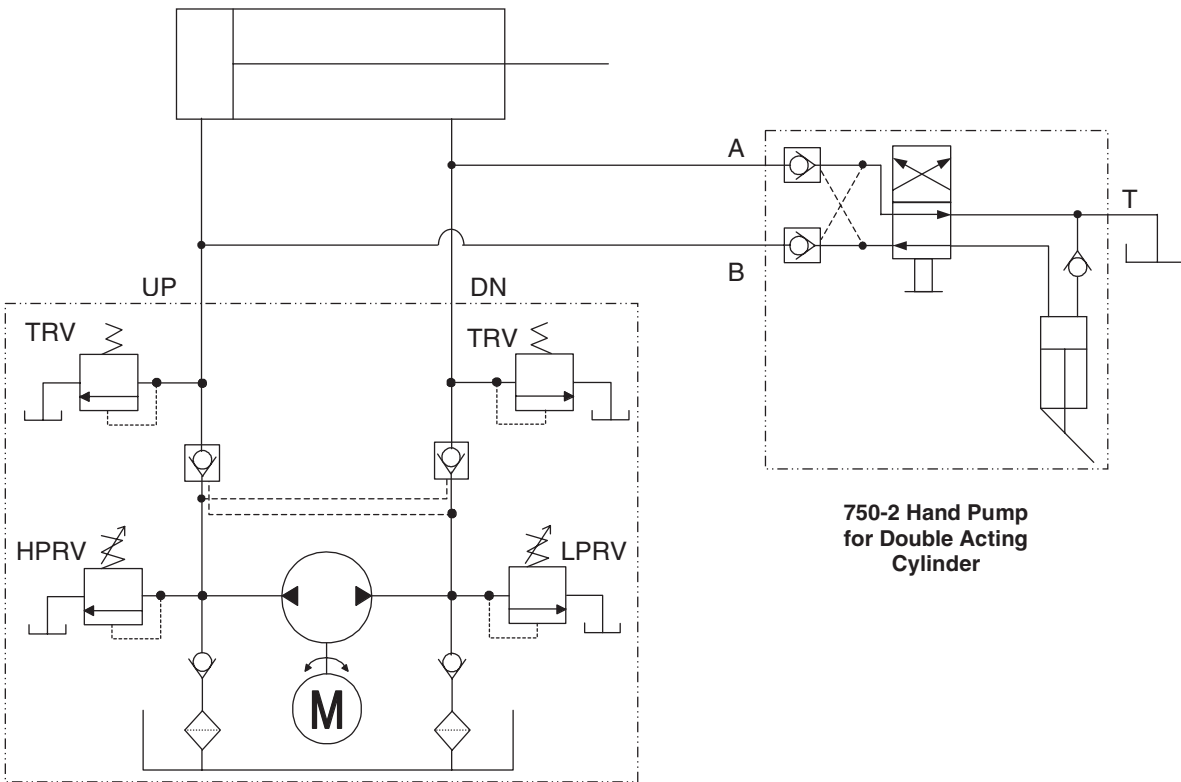 A
T
B
UP
DN
TRV
TRV
HPRV
LPRV
M
750-2 Hand Pump
for Double Acting
Cylinder